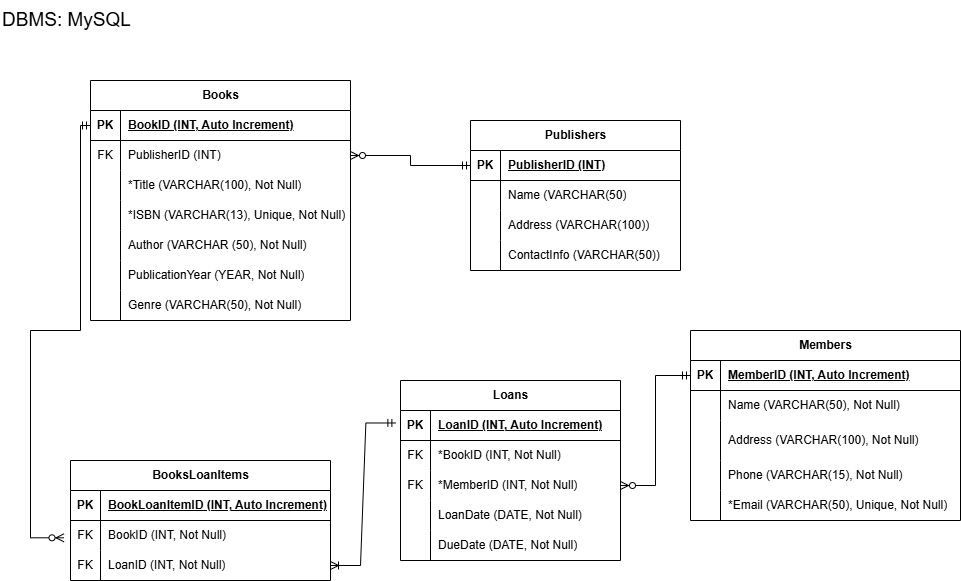 DBMS: MySQL
Books
PK BookID (INT, Auto Increment)
FK PublisherID (INT)
*Title (VARCHAR(100), Not Null)
*ISBN (VARCHAR(13), Unique, Not Null)
Author (VARCHAR (50), Not Null)
PublicationYear (YEAR, Not Null)
Genre (VARCHAR(50), Not Null)
Publishers
PK PublisherID (INT)
Name (VARCHAR(50)
Address (VARCHAR(100))
ContactInfo (VARCHAR(50))
Members
PK MemberID (INT, Auto Increment)
Name (VARCHAR(50), Not Null)
Address (VARCHAR(100), Not Null)
Phone (VARCHAR(15), Not Null)
*Email (VARCHAR(50), Unique, Not Null)
Loans
PK LoanID (INT, Auto Increment)
FK *BookID (INT, Not Null)
FK *MemberID (INT, Not Null)
LoanDate (DATE, Not Null)
DueDate (DATE, Not Null)
BooksLoanItems
PK BookLoanItemID (INT, Auto Increment)
FK BookID (INT, Not Null)
FK LoanID (INT, Not Null)